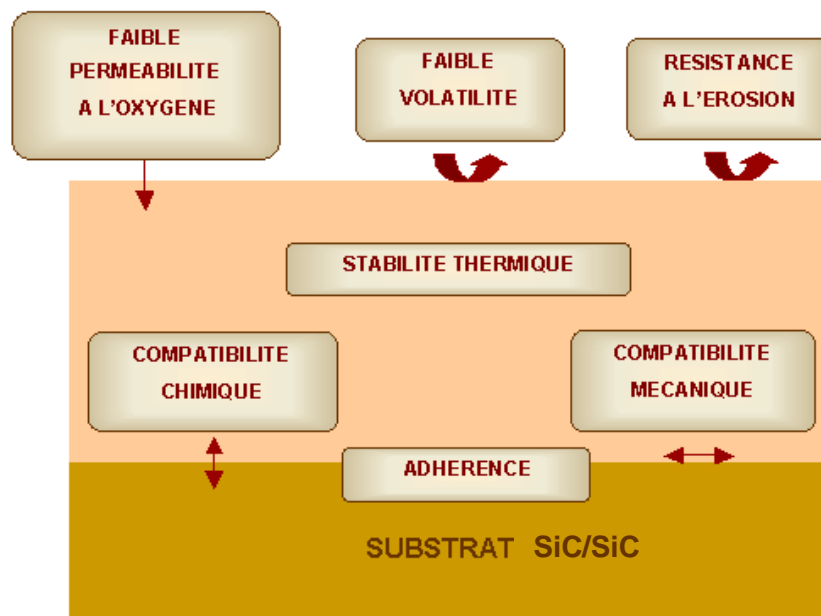 FAIBLE
PERMEABILITE
A L'OXYGENE
FAIBLE
VOLATILITE
RESISTANCE
A L'EROSION
STABILITE THERMIQUE
COMPATIBILITE
CHIMIQUE
COMPATIBILITE
MECANIQUE
ADHERENCE
SUBSTRAT SiC/SiC